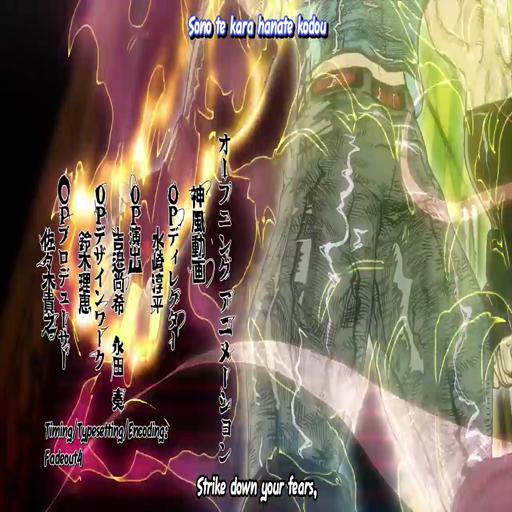 Sono te kara hanate kodou
オープニングアニメーション
神風動画
OPディレクター
水﨑淳平
OP演出
吉邉尚希 永田奏
OPデザインワーク
鈴木理恵
OPプロデューサー
佐々木貴之
Timing/Typesetting/Encoding:
Fadeout4
Strike down your fears,